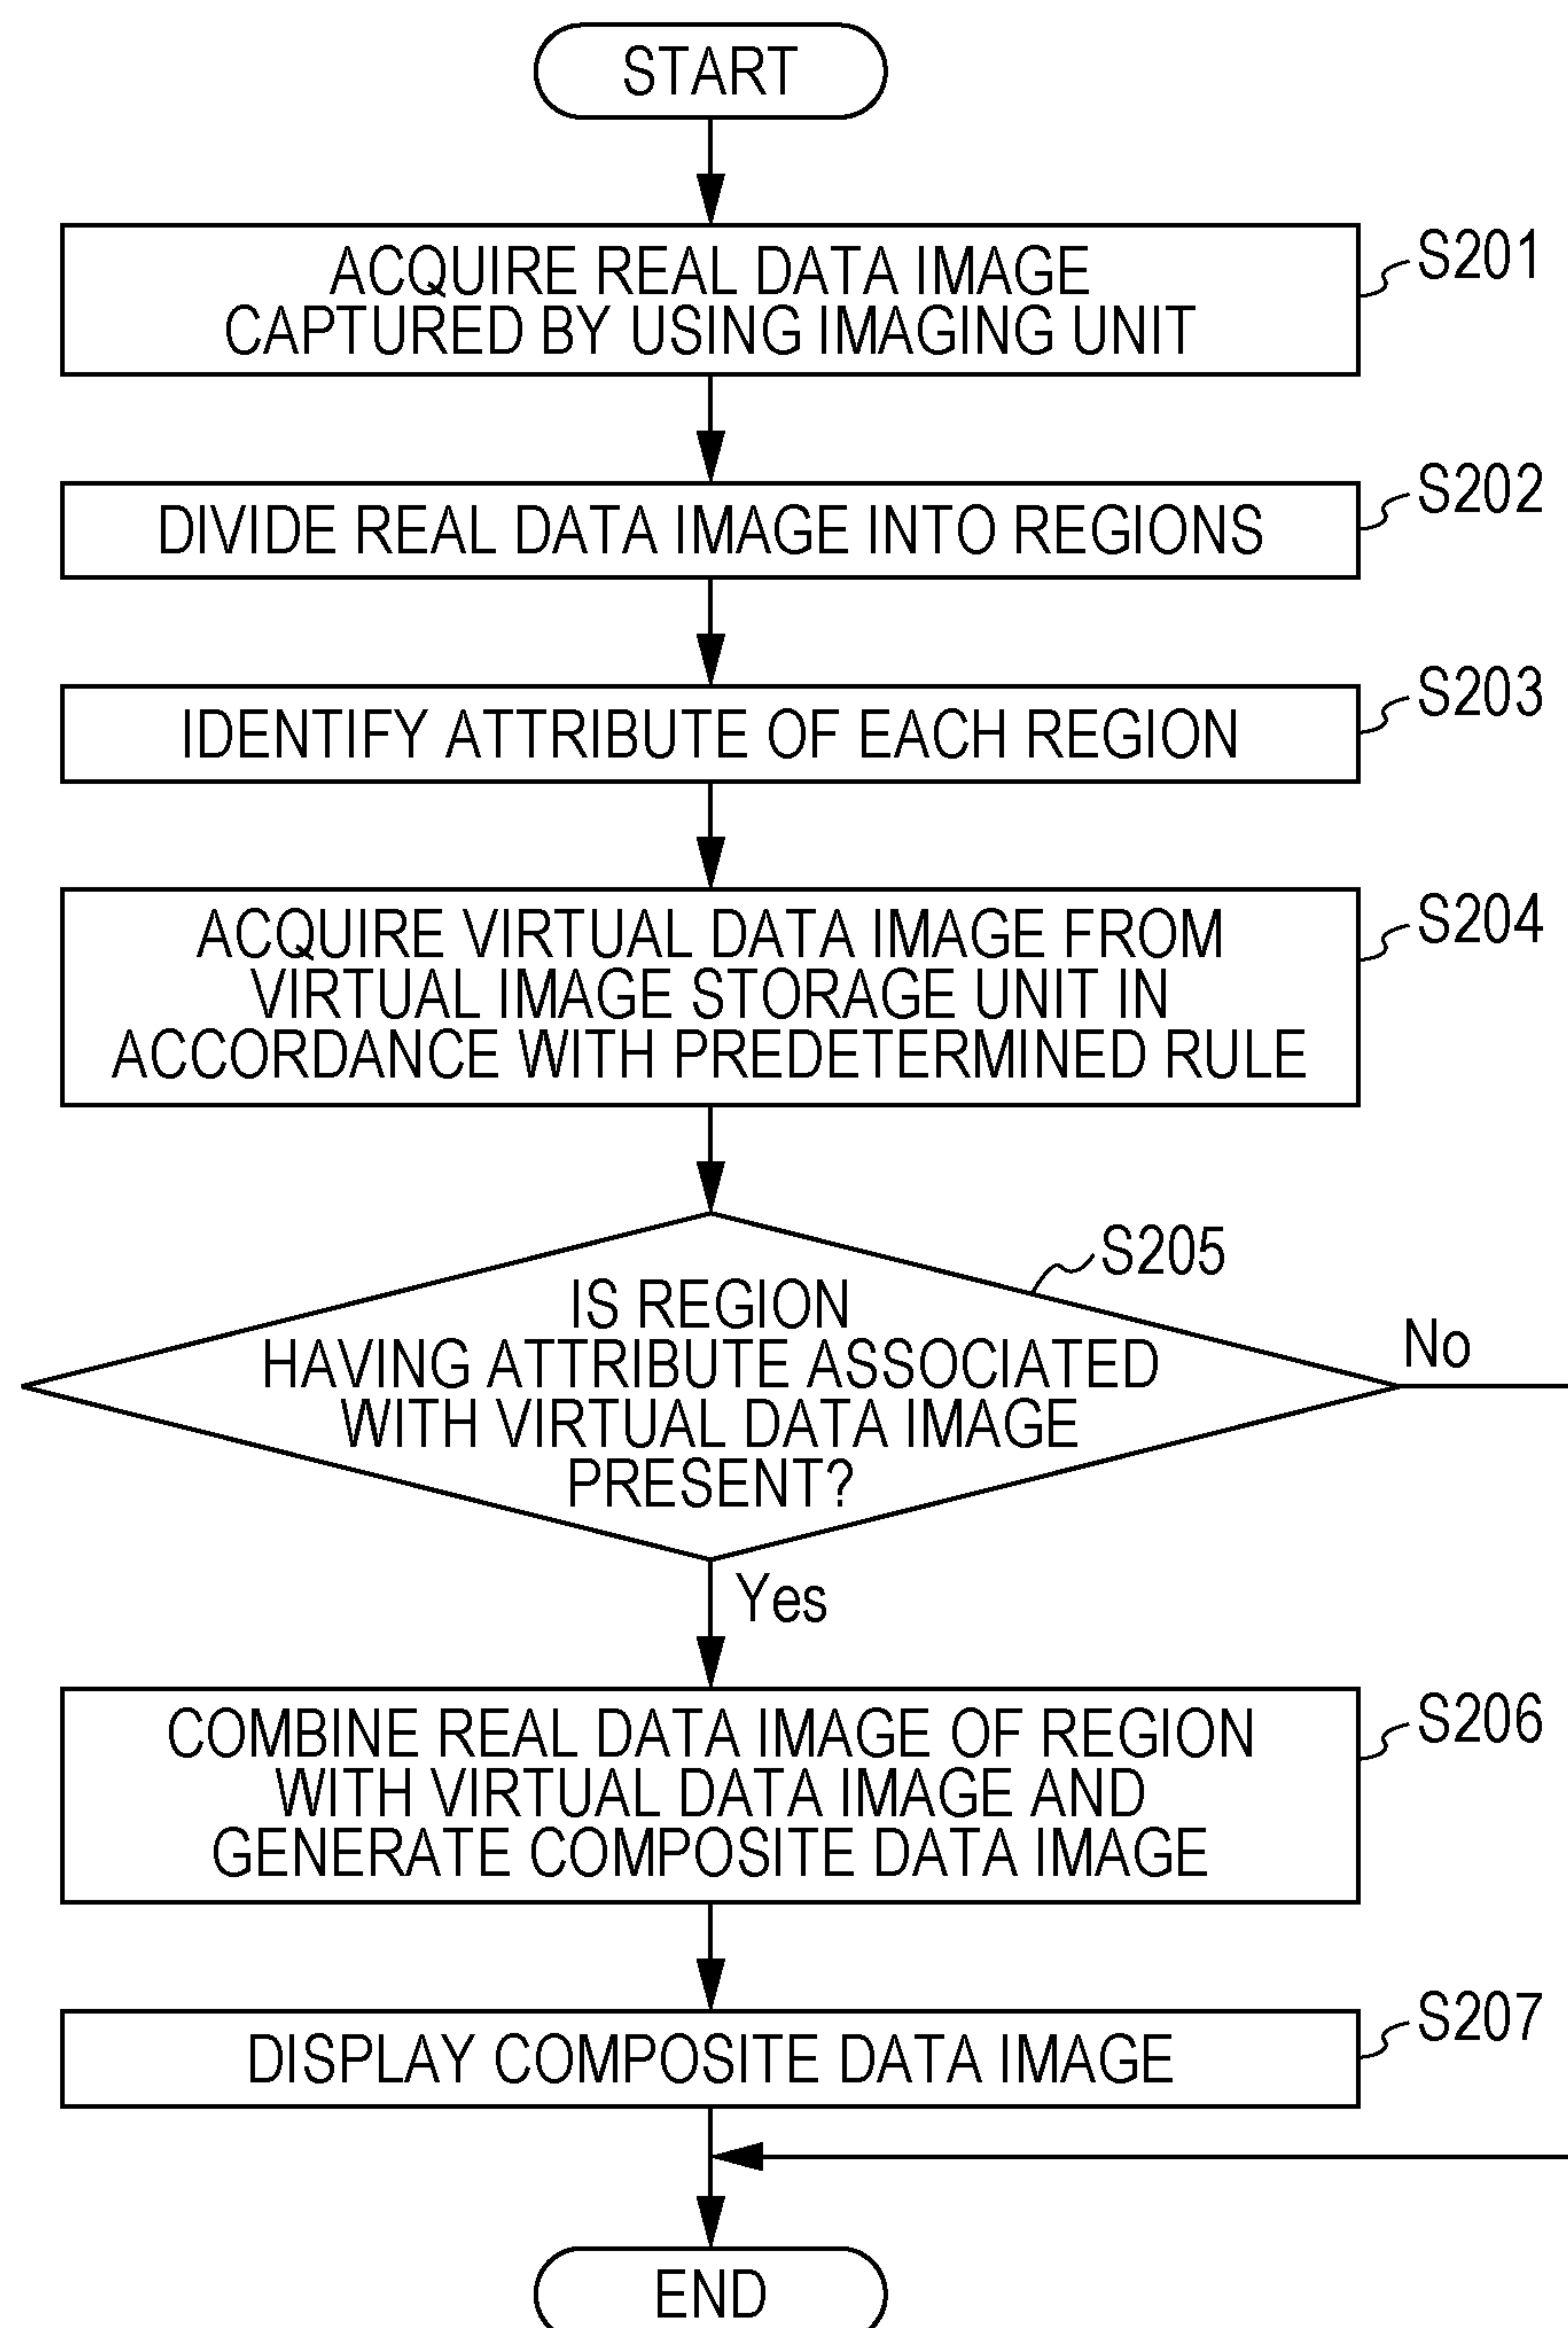 START
ACQUIRE REAL DATA IMAGE
CAPTURED BY USING IMAGING UNIT
S201
DIVIDE REAL DATA IMAGE INTO REGIONS
S202
IDENTIFY ATTRIBUTE OF EACH REGION
S203
ACQUIRE VIRTUAL DATA IMAGE FROM
VIRTUAL IMAGE STORAGE UNIT IN
ACCORDANCE WITH PREDETERMINED RULE
S204
S205
IS REGION
HAVING ATTRIBUTE ASSOCIATED
WITH VIRTUAL DATA IMAGE
PRESENT?
No
Yes
COMBINE REAL DATA IMAGE OF REGION
WITH VIRTUAL DATA IMAGE AND
GENERATE COMPOSITE DATA IMAGE
S206
DISPLAY COMPOSITE DATA IMAGE
S207
END